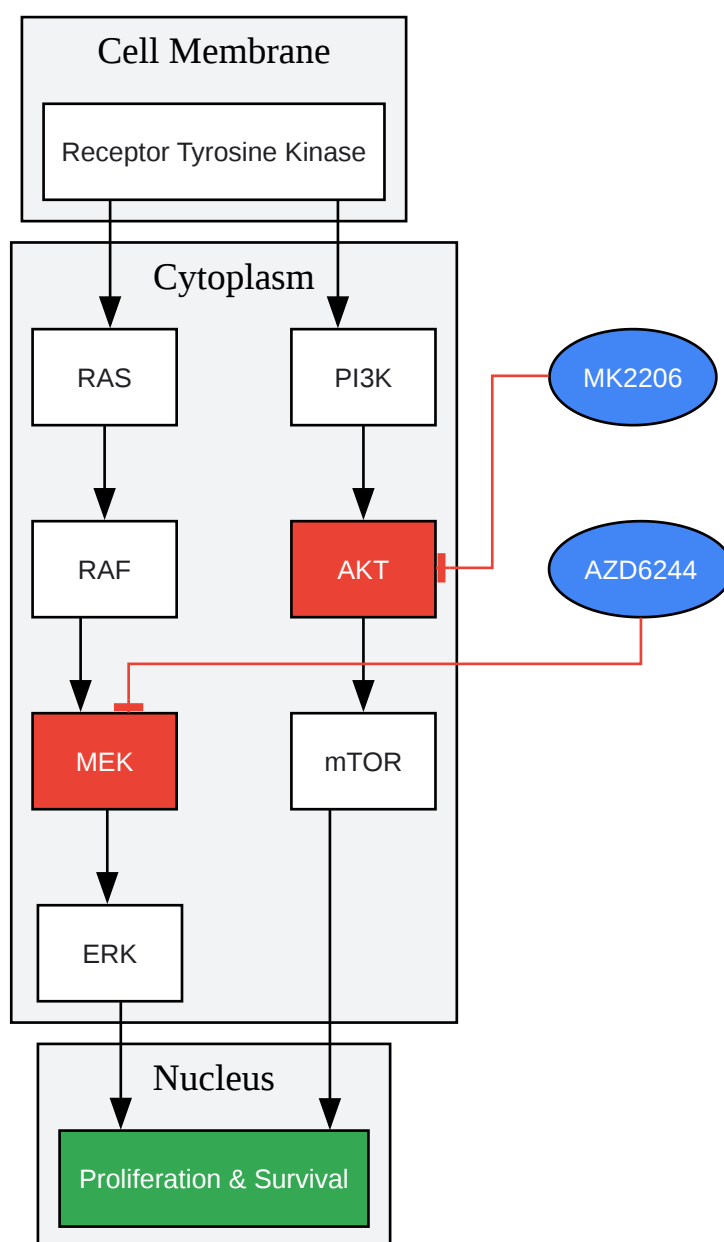 Cell Membrane
Receptor Tyrosine Kinase
Cytoplasm
RAS
PI3K
MK2206
RAF
AKT
AZD6244
MEK
mTOR
ERK
Nucleus
Proliferation & Survival